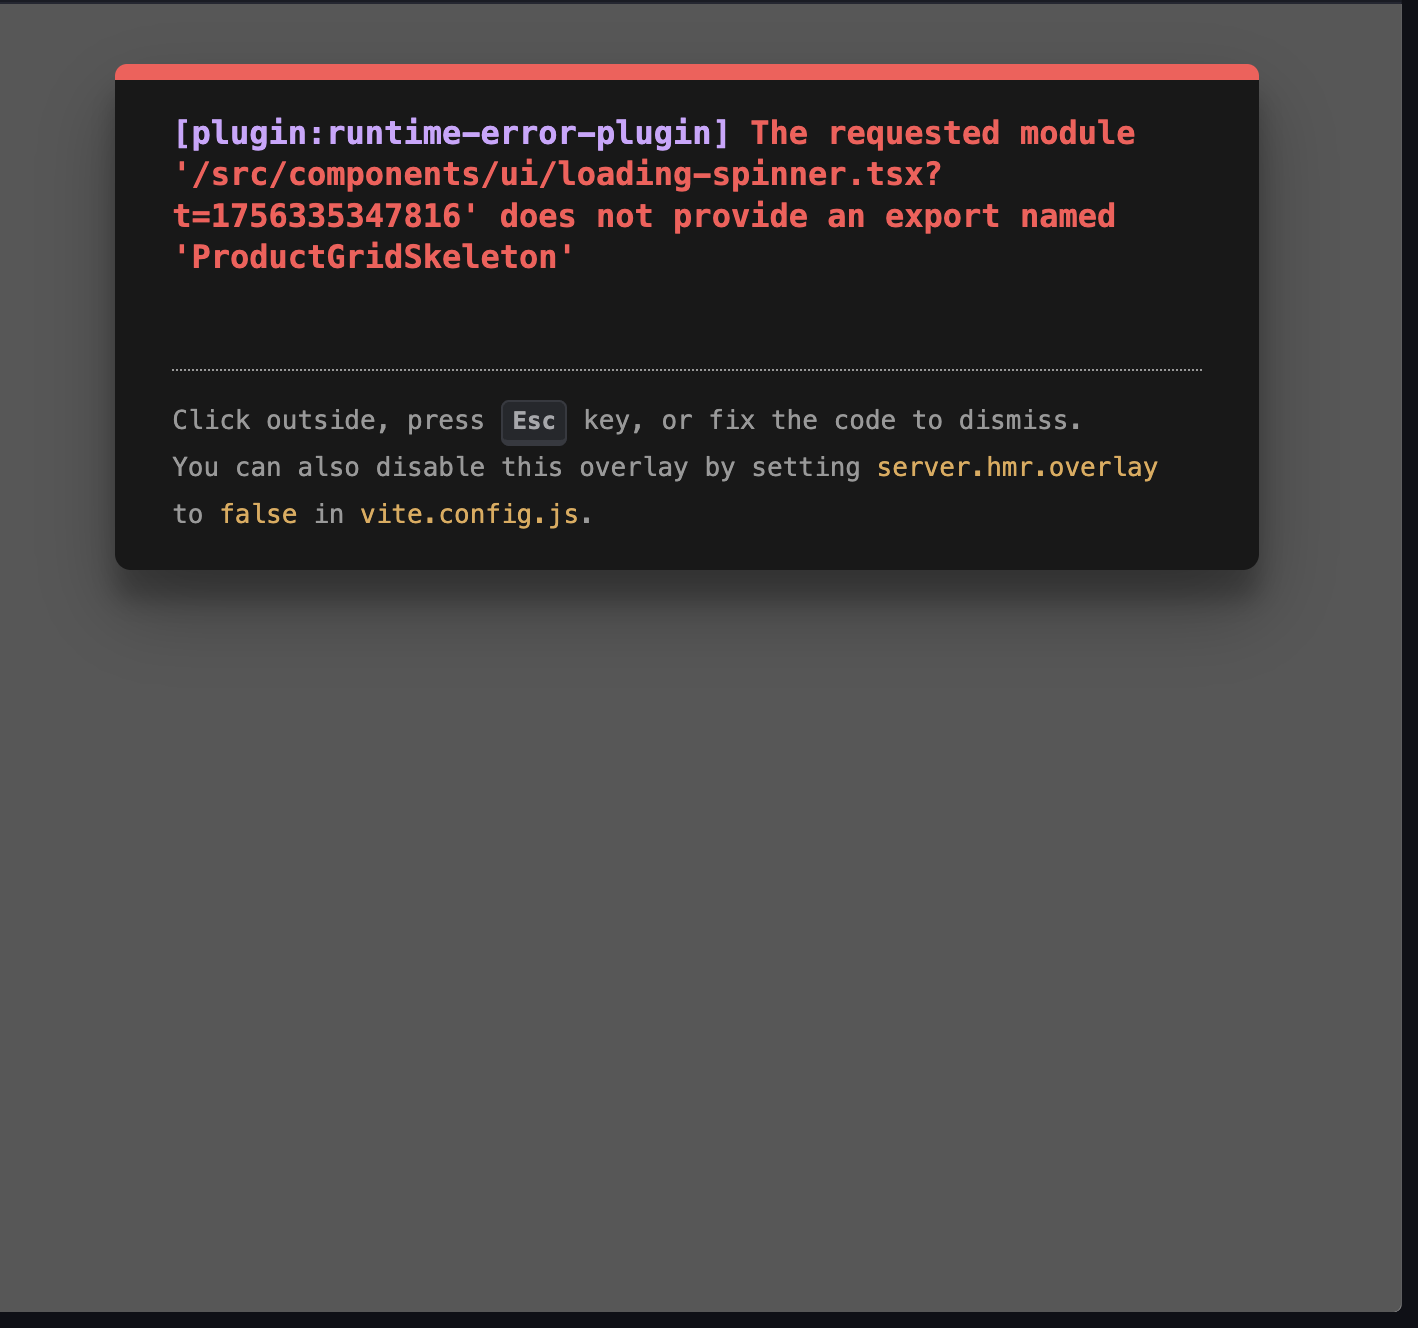 [plugin:runtime-error-plugin] The requested module
'/src/components/ui/loading-spinner.tsx?
t=1756335347816' does not provide an export named
'ProductGridSkeleton'
Click outside, press Esc key, or fix the code to dismiss.
You can also disable this overlay by setting server.hmr.overlay
to false in vite.config.js.